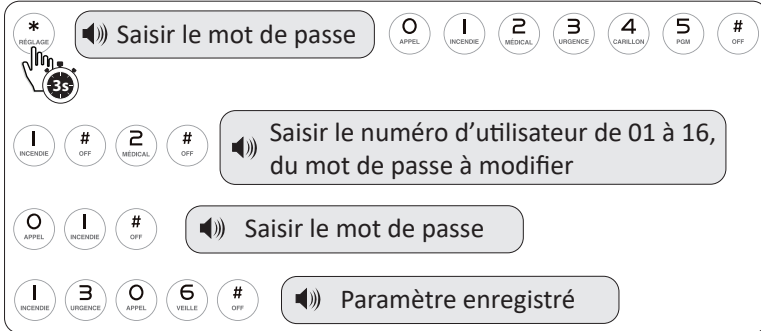 * RÉGLAGE 3s Saisir le mot de passe 0 APPEL 1 INCENDIE 2 MÉDICAL 3 URGENCE 4 CARILLON 5 PGM # OFF
1 INCENDIE # OFF 2 MÉDICAL # OFF Saisir le numéro d’utilisateur de 01 à 16,
du mot de passe à modifier
0 APPEL 1 INCENDIE # OFF Saisir le mot de passe
1 INCENDIE 3 URGENCE 0 APPEL 6 VEILLE # OFF Paramètre enregistré